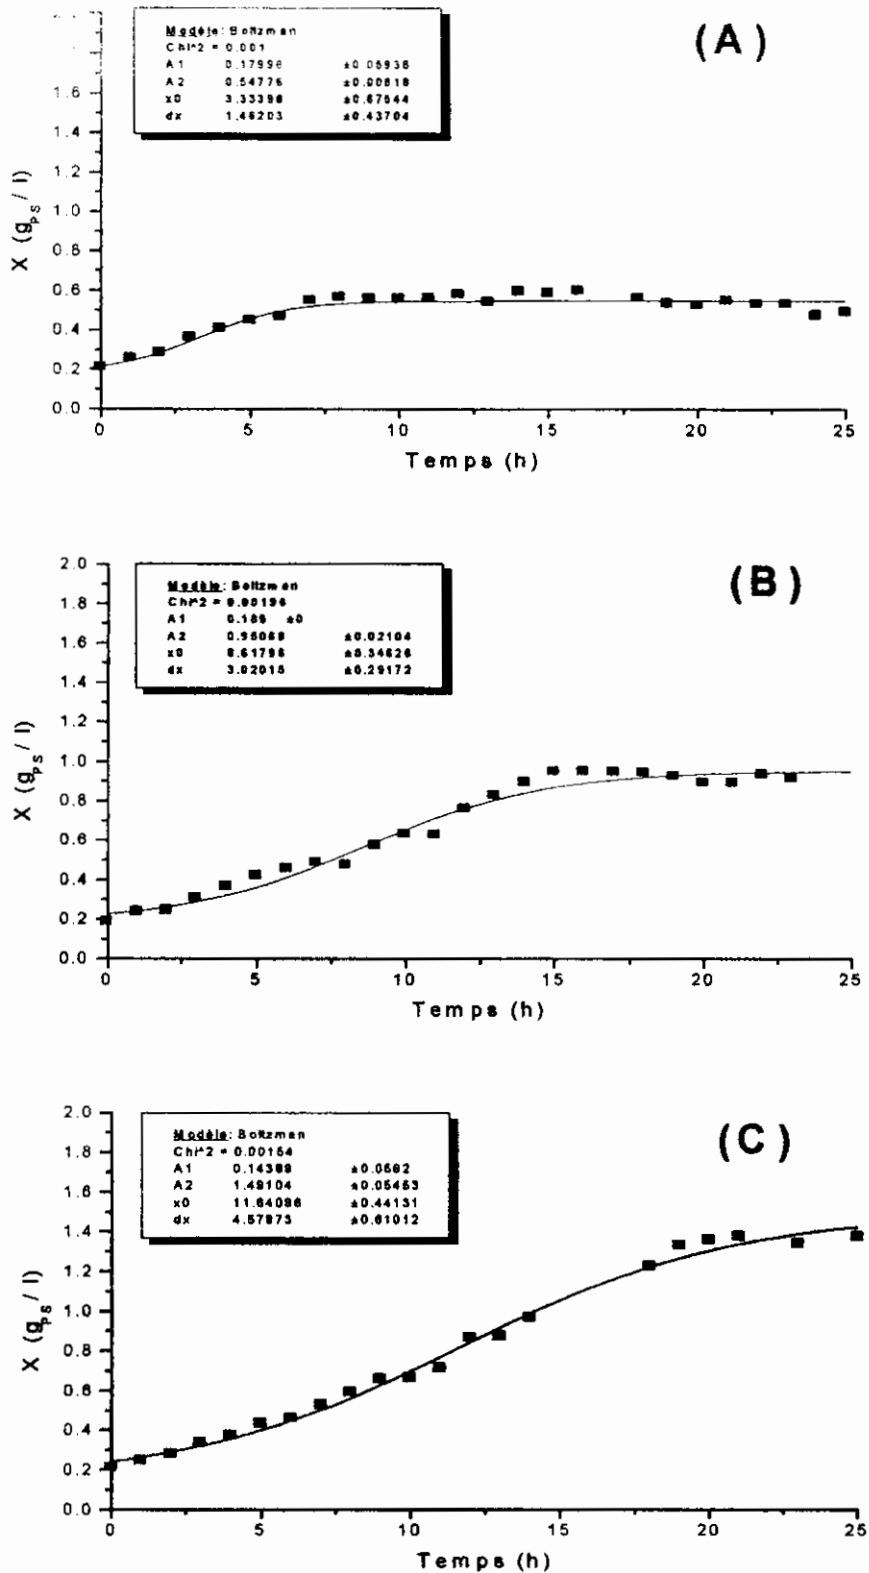 (A)
Modèle: Boltzman
Chi^2 = 0.001
A1 0.17996 ±0.05936
A2 0.54776 ±0.00818
x0 3.33396 ±0.67544
dx 1.46203 ±0.43704
1.6
1.4
1.2
1.0
0.8
0.6
0.4
0.2
0.0
X (gPS / l)
0 5 10 15 20 25
Temps (h)
(B)
Modèle: Boltzman
Chi^2 = 0.00196
A1 0.189 ±0
A2 0.95068 ±0.02104
x0 8.61796 ±0.34626
dx 3.02015 ±0.29172
2.0
1.8
1.6
1.4
1.2
1.0
0.8
0.6
0.4
0.2
0.0
X (gPS / l)
0 5 10 15 20 25
Temps (h)
(C)
Modèle: Boltzman
Chi^2 = 0.00154
A1 0.14389 ±0.0582
A2 1.49104 ±0.05453
x0 11.64086 ±0.44131
dx 4.57873 ±0.61012
2.0
1.8
1.6
1.4
1.2
1.0
0.8
0.6
0.4
0.2
0.0
X (gPS / l)
0 5 10 15 20 25
Temps (h)